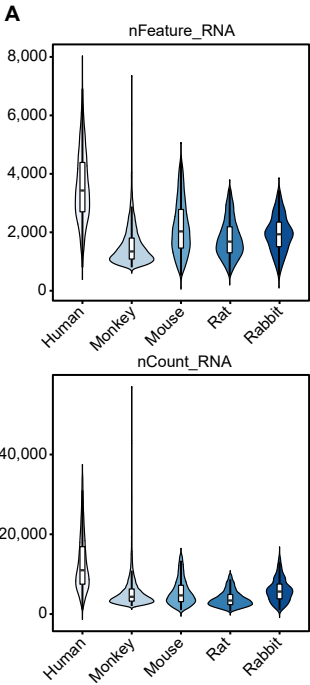 A
nFeature_RNA
8,000
6,000
4,000
2,000
0
Human
Monkey
Mouse
Rat
Rabbit
nCount_RNA
40,000
20,000
0
Human
Monkey
Mouse
Rat
Rabbit